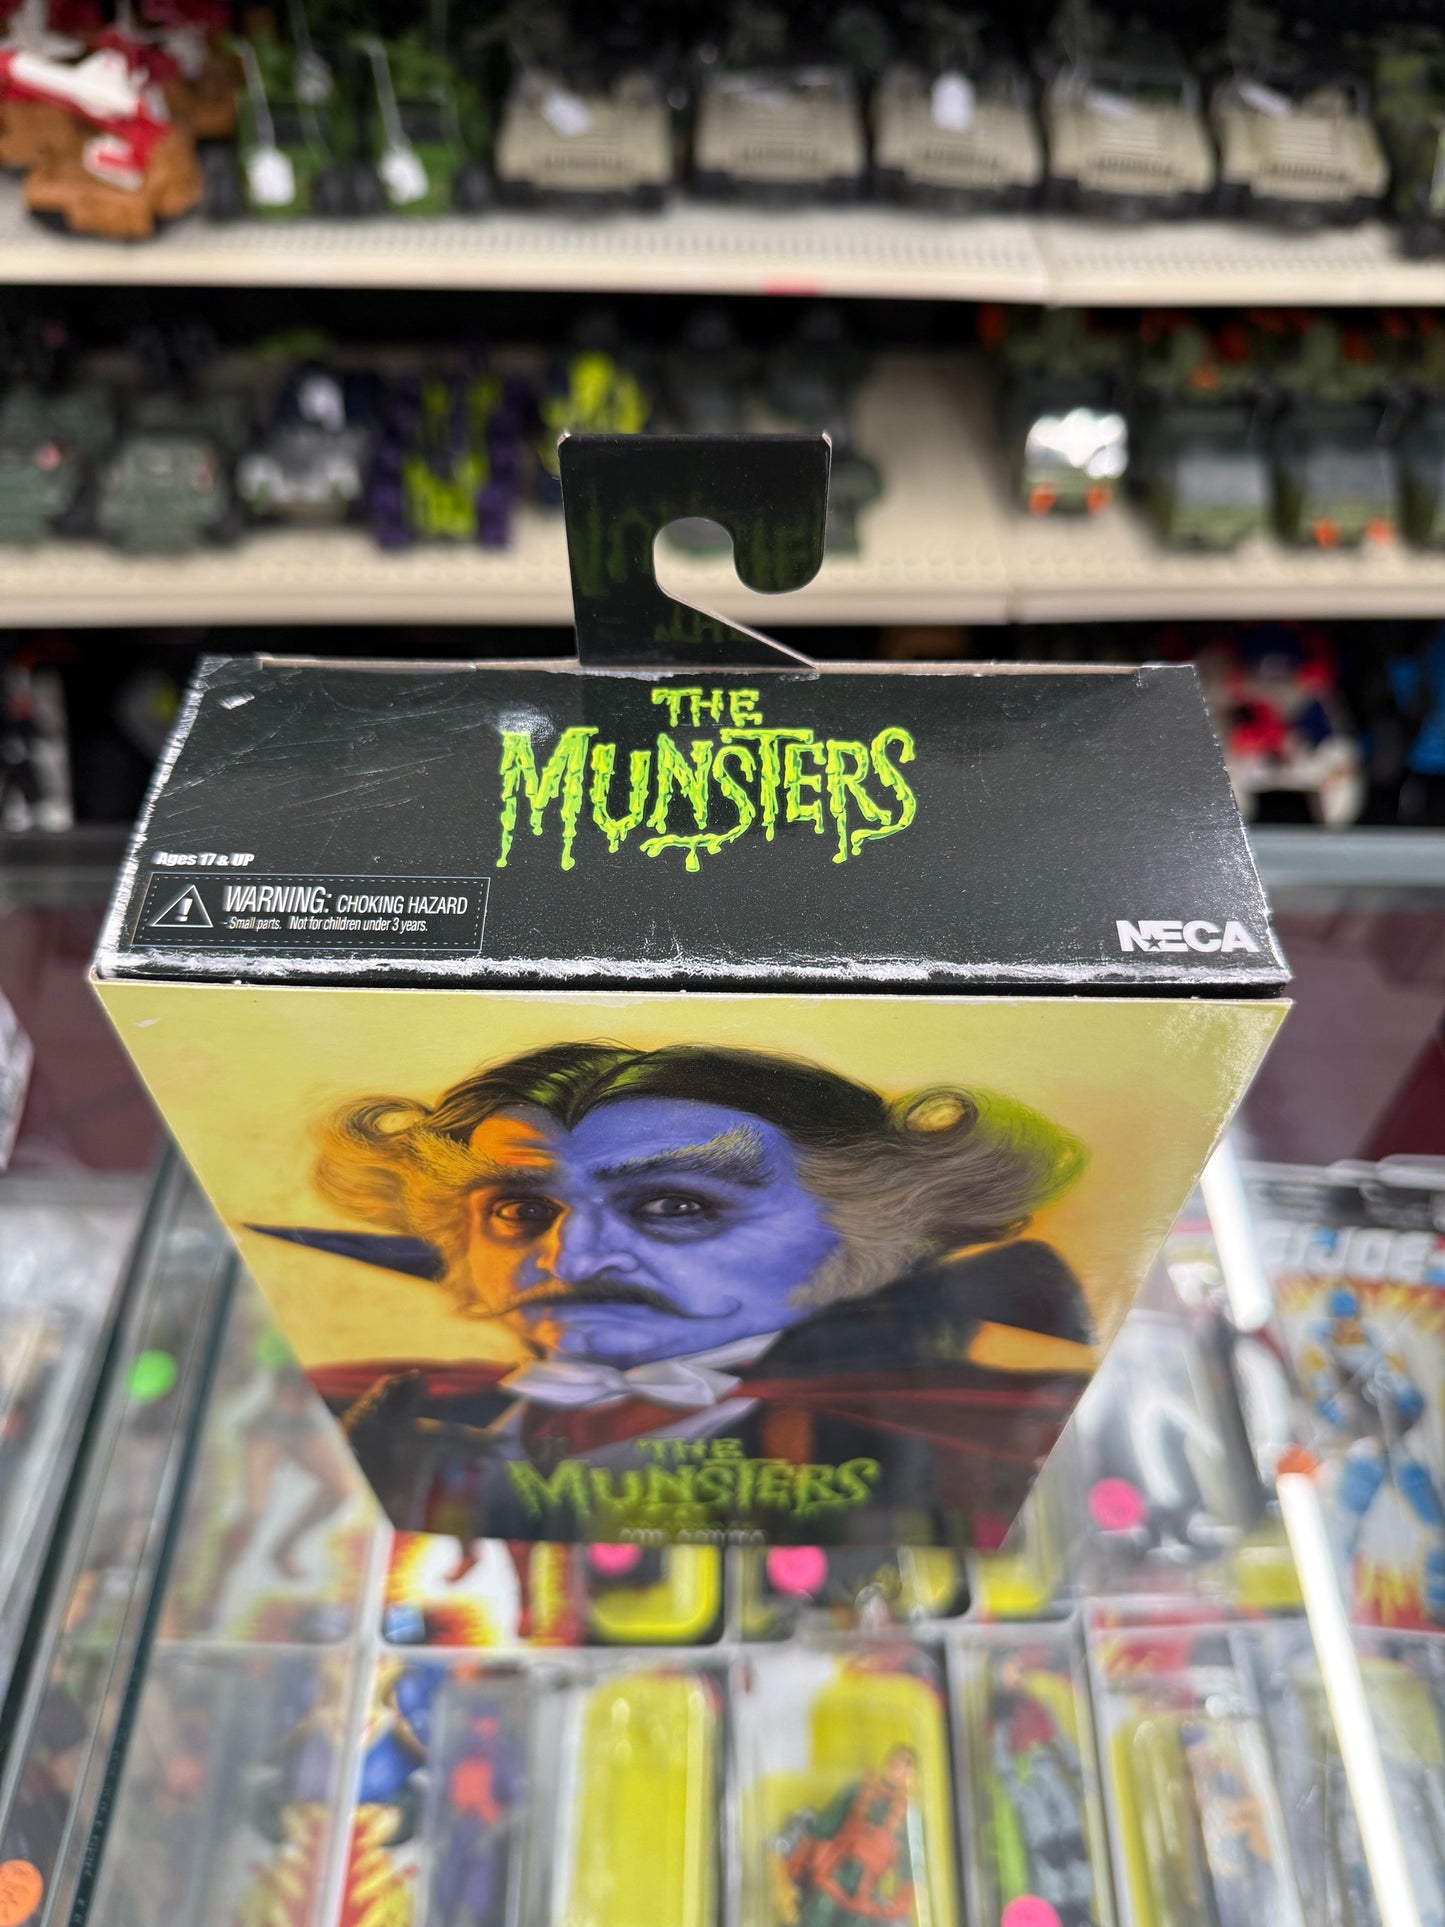 THE
MUNSTERS
Ages 17 & UP
WARNING: CHOKING HAZARD
- Small parts. Not for children under 3 years.
NECA
THE
MUNSTERS
G.I. JOE